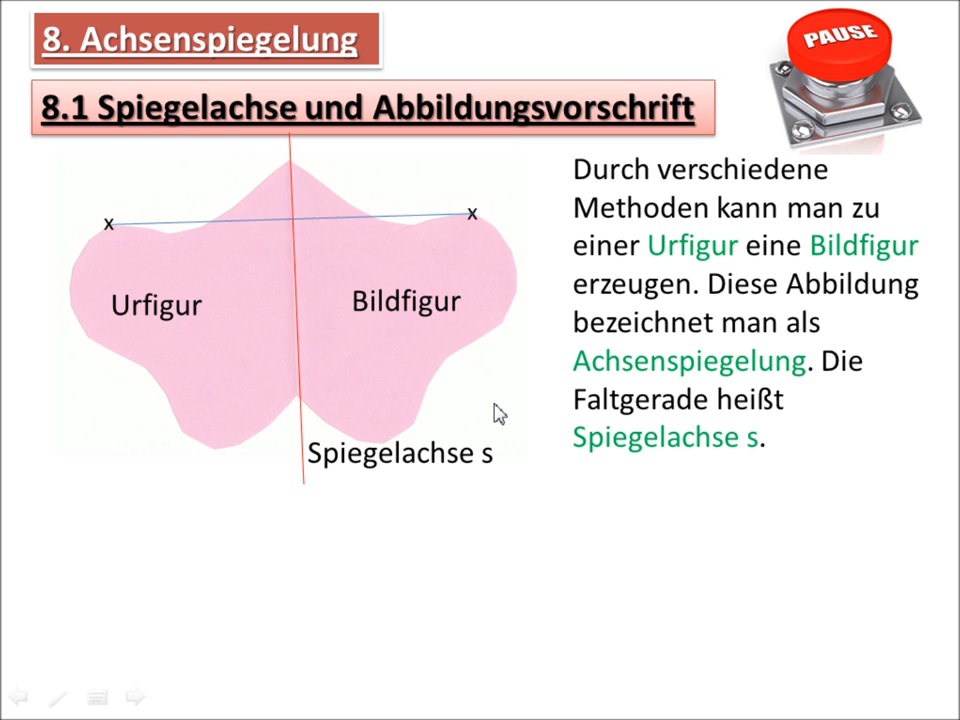 8. Achsenspiegelung
PAUSE
8.1 Spiegelachse und Abbildungsvorschrift
x
x
Urfigur
Bildfigur
Spiegelachse s
Durch verschiedene
Methoden kann man zu
einer Urfigur eine Bildfigur
erzeugen. Diese Abbildung
bezeichnet man als
Achsenspiegelung. Die
Faltgerade heißt
Spiegelachse s.